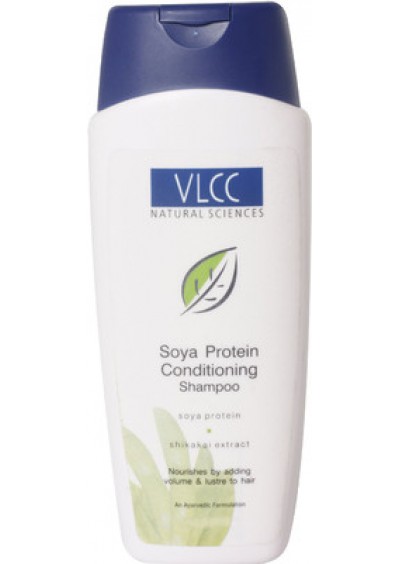 VLCC
NATURAL SCIENCES
Soya Protein
Conditioning
Shampoo
soya protein
shikakai extract
Nourishes by adding
volume & lustre to hair
An Ayurvedic Formulation